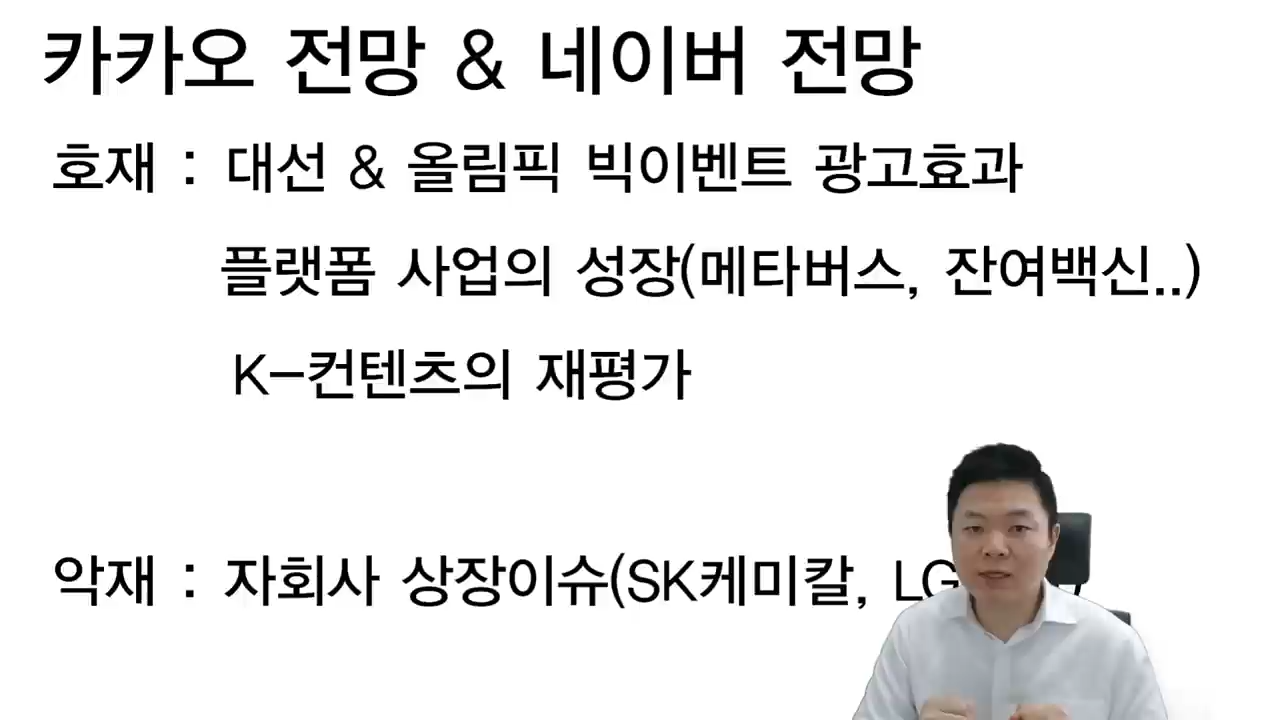 카카오 전망 & 네이버 전망
호재 : 대선 & 올림픽 빅이벤트 광고효과
플랫폼 사업의 성장(메타버스, 잔여백신..)
K-컨텐츠의 재평가
악재 : 자회사 상장이슈(SK케미칼, LG